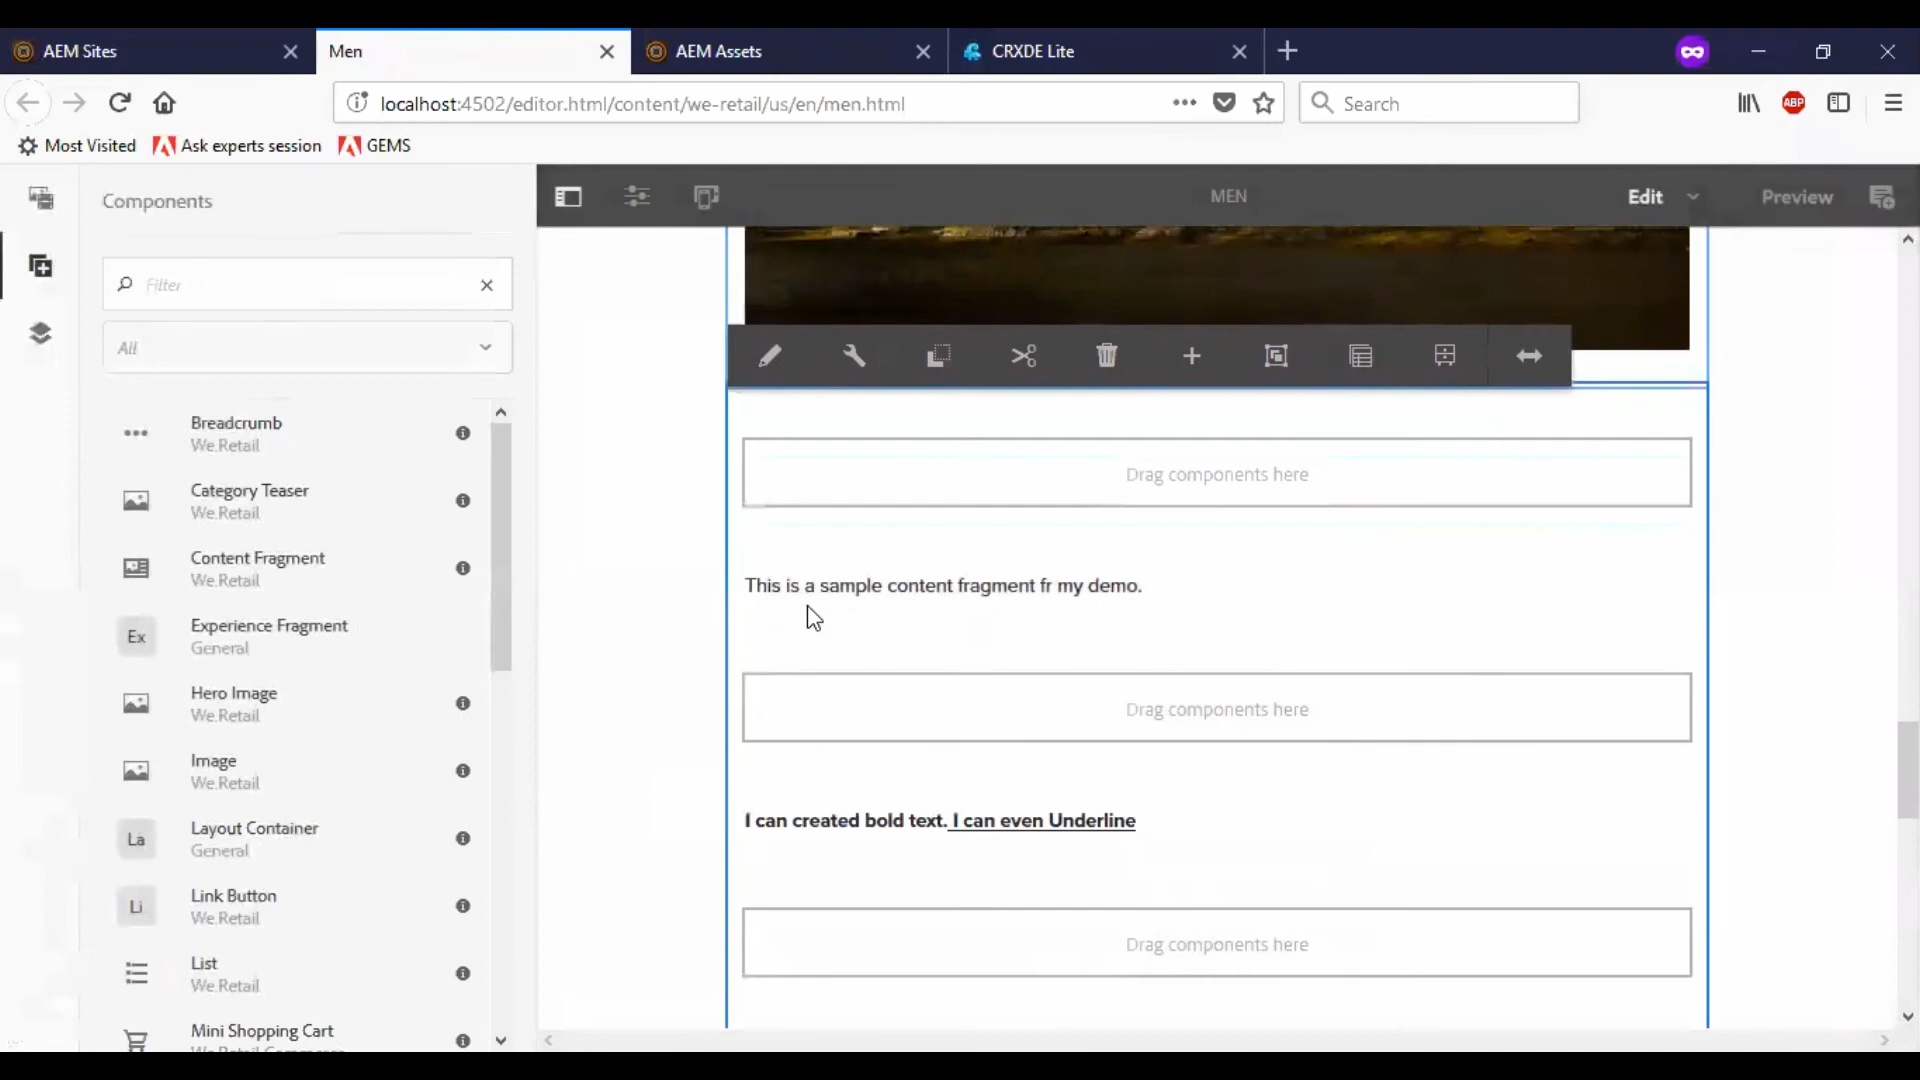 AEM Sites
Men
AEM Assets
CRXDE Lite
localhost:4502/editor.html/content/we-retail/us/en/men.html
Search
ABP
Most Visited
Ask experts session
GEMS
Components
MEN
Edit
Preview
Filter
All
Breadcrumb
We.Retail
Category Teaser
We.Retail
Content Fragment
We.Retail
Ex
Experience Fragment
General
Hero Image
We.Retail
Image
We.Retail
La
Layout Container
General
Li
Link Button
We.Retail
List
We.Retail
Mini Shopping Cart
We.Retail Commerce
Drag components here
This is a sample content fragment fr my demo.
Drag components here
I can created bold text. I can even Underline
Drag components here